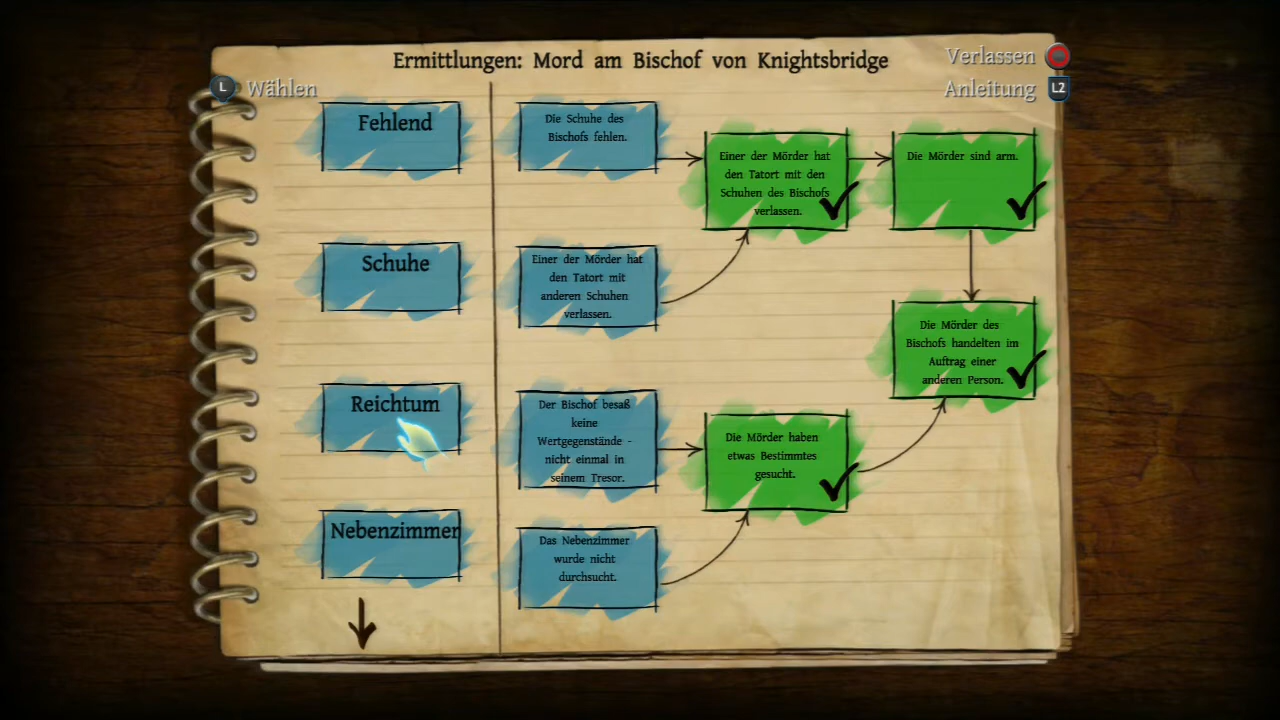 Ermittlungen: Mord am Bischof von Knightsbridge
Verlassen
L Wählen
Anleitung L2
Fehlend
Schuhe
Reichtum
Nebenzimmer
Die Schuhe des
Bischofs fehlen.
Einer der Mörder hat
den Tatort mit
anderen Schuhen
verlassen.
Der Bischof besaß
keine
Wertgegenstände -
nicht einmal in
seinem Tresor.
Das Nebenzimmer
wurde nicht
durchsucht.
Einer der Mörder hat
den Tatort mit den
Schuhen des Bischofs
verlassen.
Die Mörder haben
etwas Bestimmtes
gesucht.
Die Mörder sind arm.
Die Mörder des
Bischofs handelten im
Auftrag einer
anderen Person.